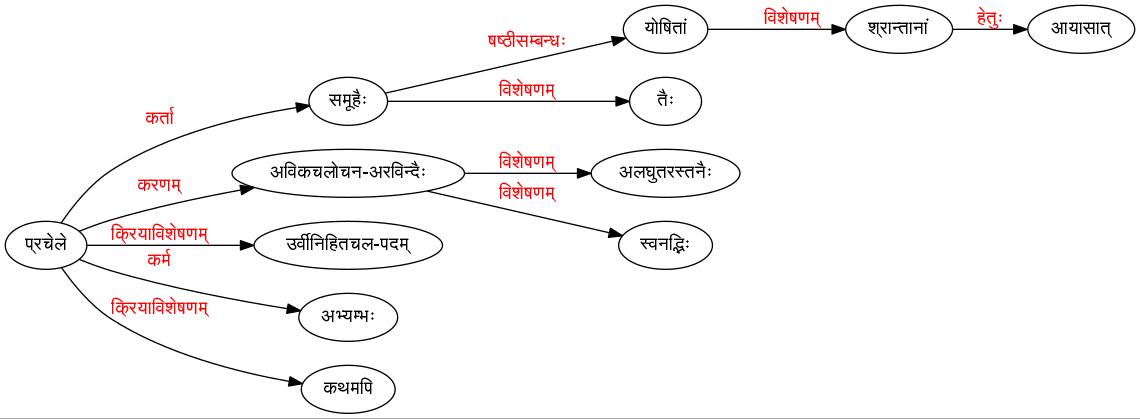 योषितां
विशेषणम्
श्रान्तानां
हेतुः
आयासात्
षष्ठीसम्बन्धः
समूहैः
विशेषणम्
तैः
कर्ता
अविकचलोचन-अरविन्दैः
विशेषणम्
अलघुतरस्तनैः
करणम्
विशेषणम्
प्रचेले
क्रियाविशेषणम्
उर्वीनिहितचल-पदम्
स्वनद्भिः
कर्म
अभ्यम्भः
क्रियाविशेषणम्
कथमपि